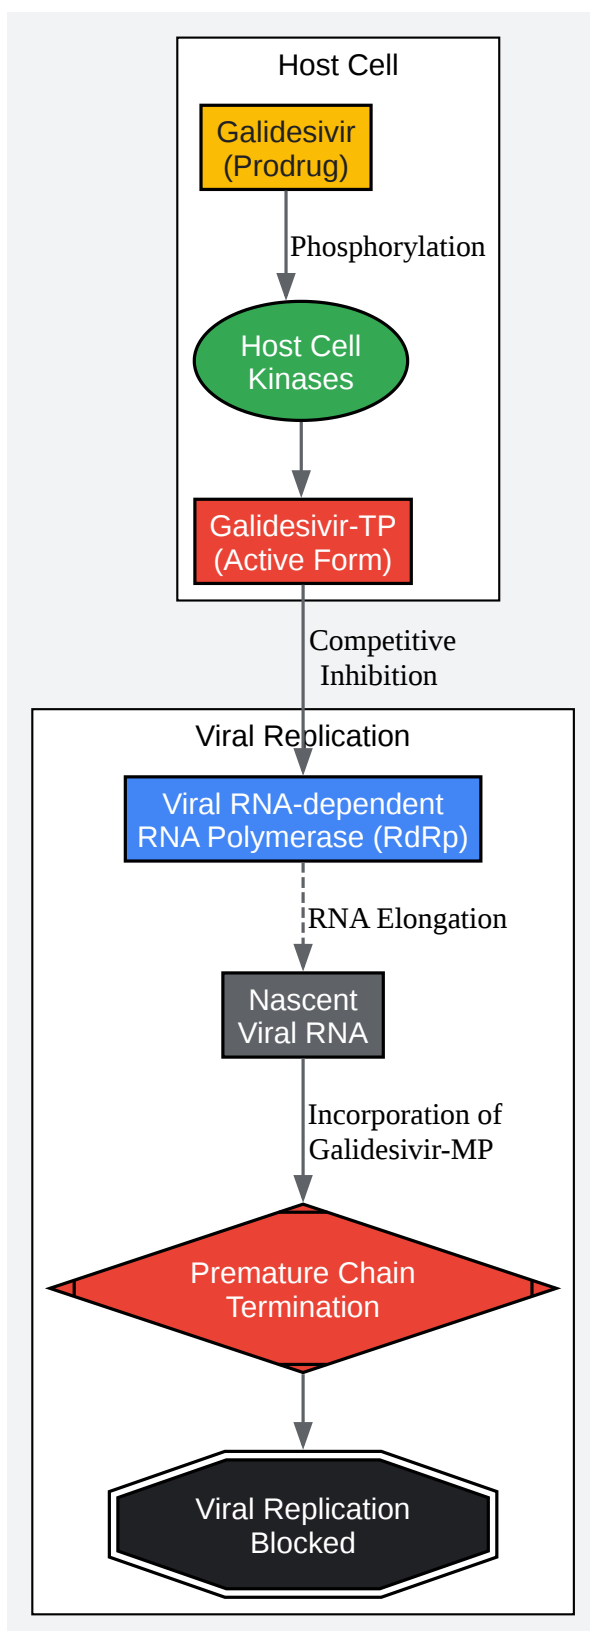 Host Cell
Galidesivir
(Prodrug)
Phosphorylation
Host Cell
Kinases
Galidesivir-TP
(Active Form)
Competitive
Inhibition
Viral Replication
Viral RNA-dependent
RNA Polymerase (RdRp)
RNA Elongation
Nascent
Viral RNA
Incorporation of
Galidesivir-MP
Premature Chain
Termination
Viral Replication
Blocked